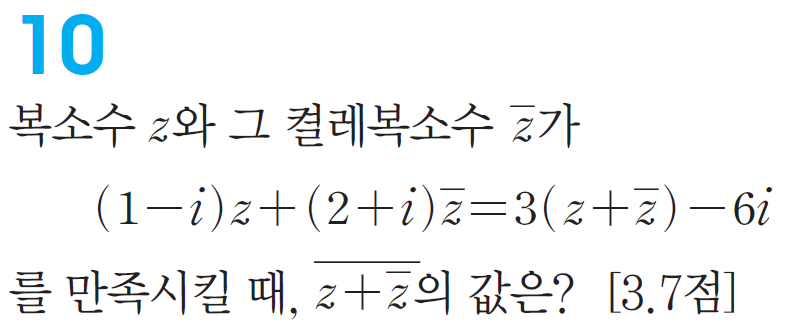 10
복소수 z와 그 켤레복소수 z̅가
(1-i)z+(2+i)z̅=3(z+z̅)-6i
를 만족시킬 때, \overline{z+z̅}의 값은? [3.7점]